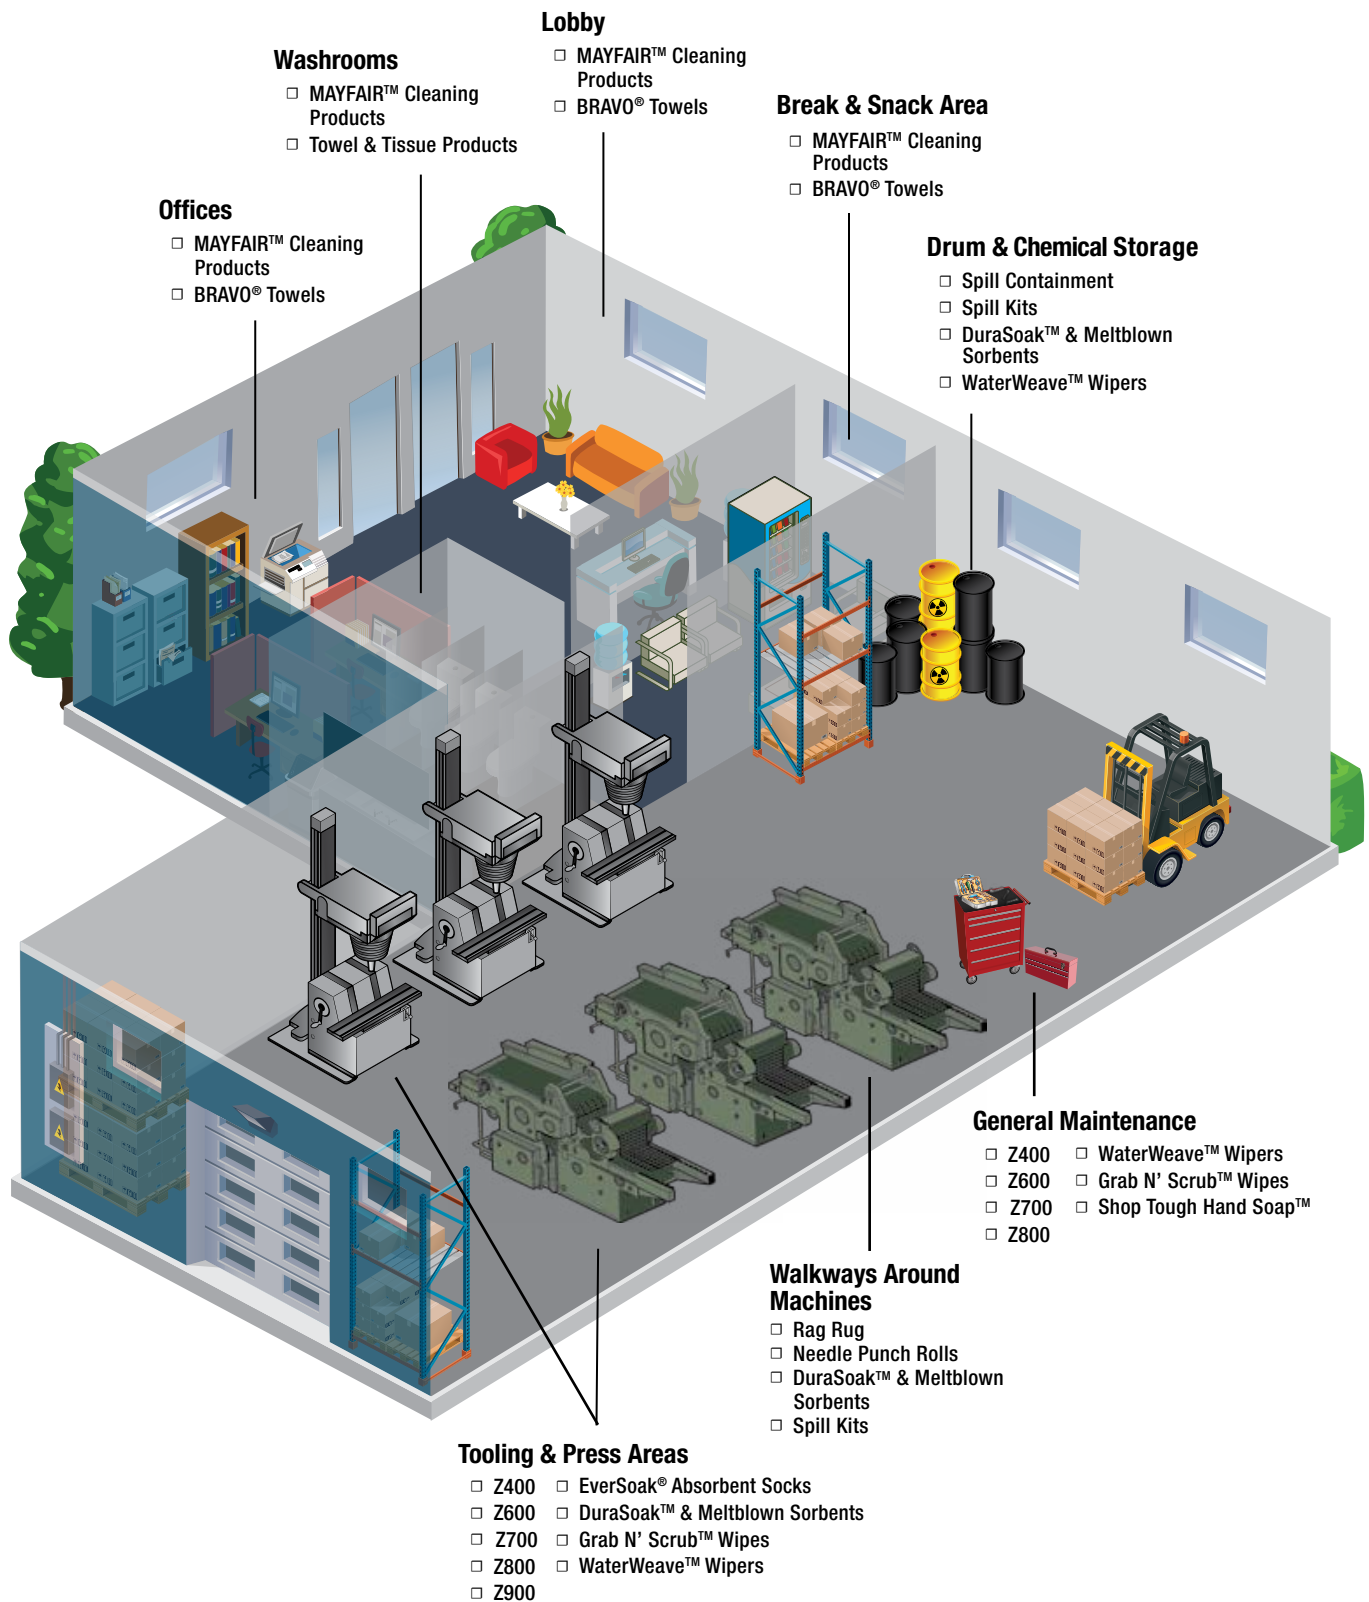 Lobby
❒ MAYFAIR™ Cleaning
Products
❒ BRAVO® Towels
Washrooms
❒ MAYFAIR™ Cleaning
Products
❒ Towel & Tissue Products
Break & Snack Area
❒ MAYFAIR™ Cleaning
Products
❒ BRAVO® Towels
Offices
❒ MAYFAIR™ Cleaning
Products
❒ BRAVO® Towels
Drum & Chemical Storage
❒ Spill Containment
❒ Spill Kits
❒ DuraSoak™ & Meltblown
Sorbents
❒ WaterWeave™ Wipers
General Maintenance
❒ Z400 ❒ WaterWeave™ Wipers
❒ Z600 ❒ Grab N’ Scrub™ Wipes
❒ Z700 ❒ Shop Tough Hand Soap™
❒ Z800
Walkways Around
Machines
❒ Rag Rug
❒ Needle Punch Rolls
❒ DuraSoak™ & Meltblown
Sorbents
❒ Spill Kits
Tooling & Press Areas
❒ Z400 ❒ EverSoak® Absorbent Socks
❒ Z600 ❒ DuraSoak™ & Meltblown Sorbents
❒ Z700 ❒ Grab N’ Scrub™ Wipes
❒ Z800 ❒ WaterWeave™ Wipers
❒ Z900